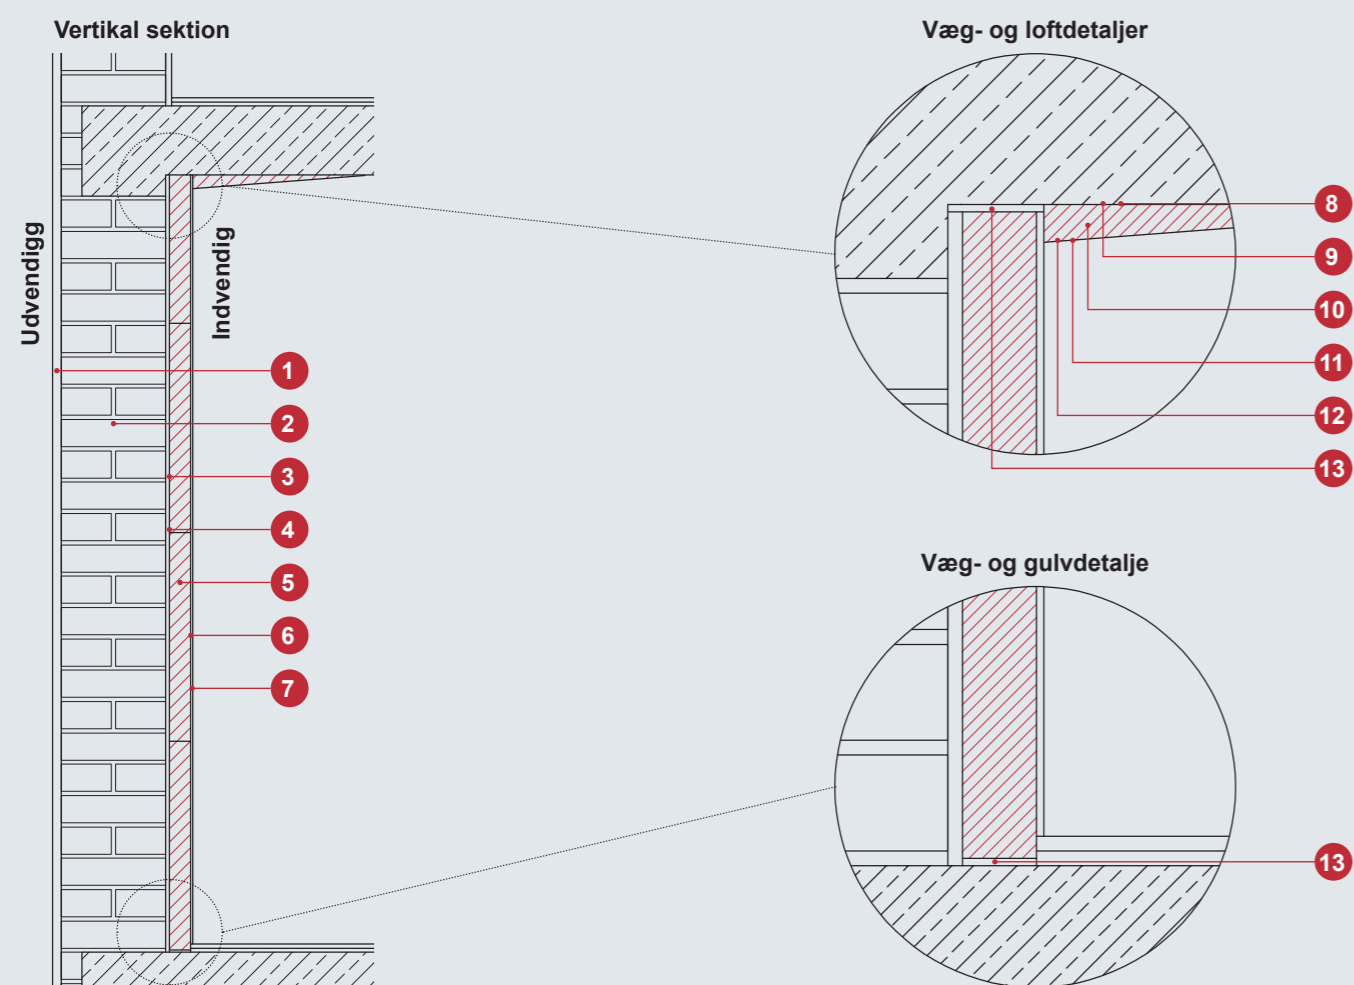 Vertikal sektion
Udvendigg
Indvendig
1
2
3
4
5
6
7
Væg- og loftdetaljer
8
9
10
11
12
13
Væg- og gulvdetalje
13